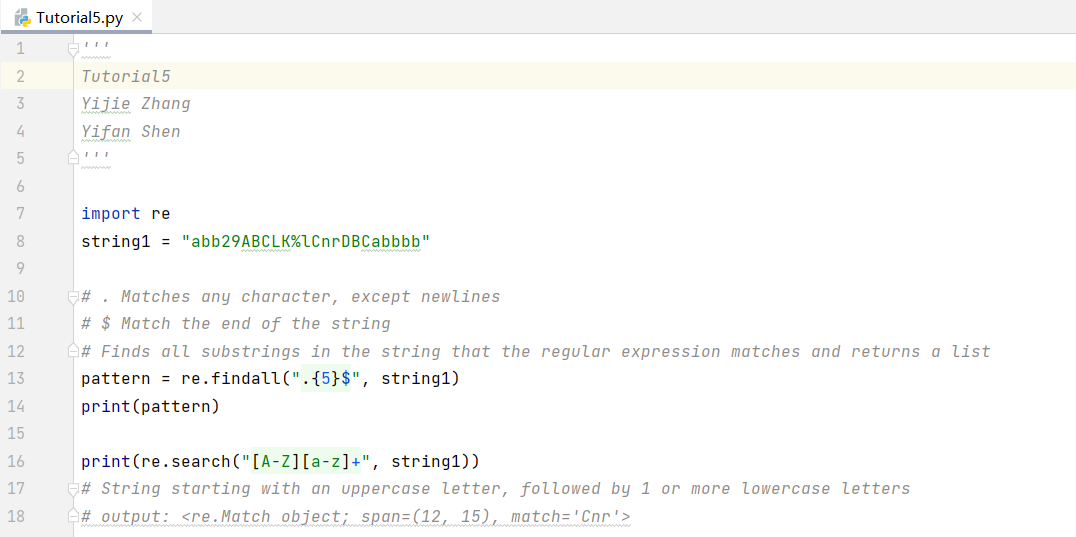 Tutorial5.py
1 '''
2 Tutorial5
3 Yijie Zhang
4 Yifan Shen
5 '''
6
7 import re
8 string1 = "abb29ABCLK%lCnrDBCabbbb"
9
10 # . Matches any character, except newlines
11 # $ Match the end of the string
12 # Finds all substrings in the string that the regular expression matches and returns a list
13 pattern = re.findall(".{5}$", string1)
14 print(pattern)
15
16 print(re.search("[A-Z][a-z]+", string1))
17 # String starting with an uppercase letter, followed by 1 or more lowercase letters
18 # output: <re.Match object; span=(12, 15), match='Cnr'>